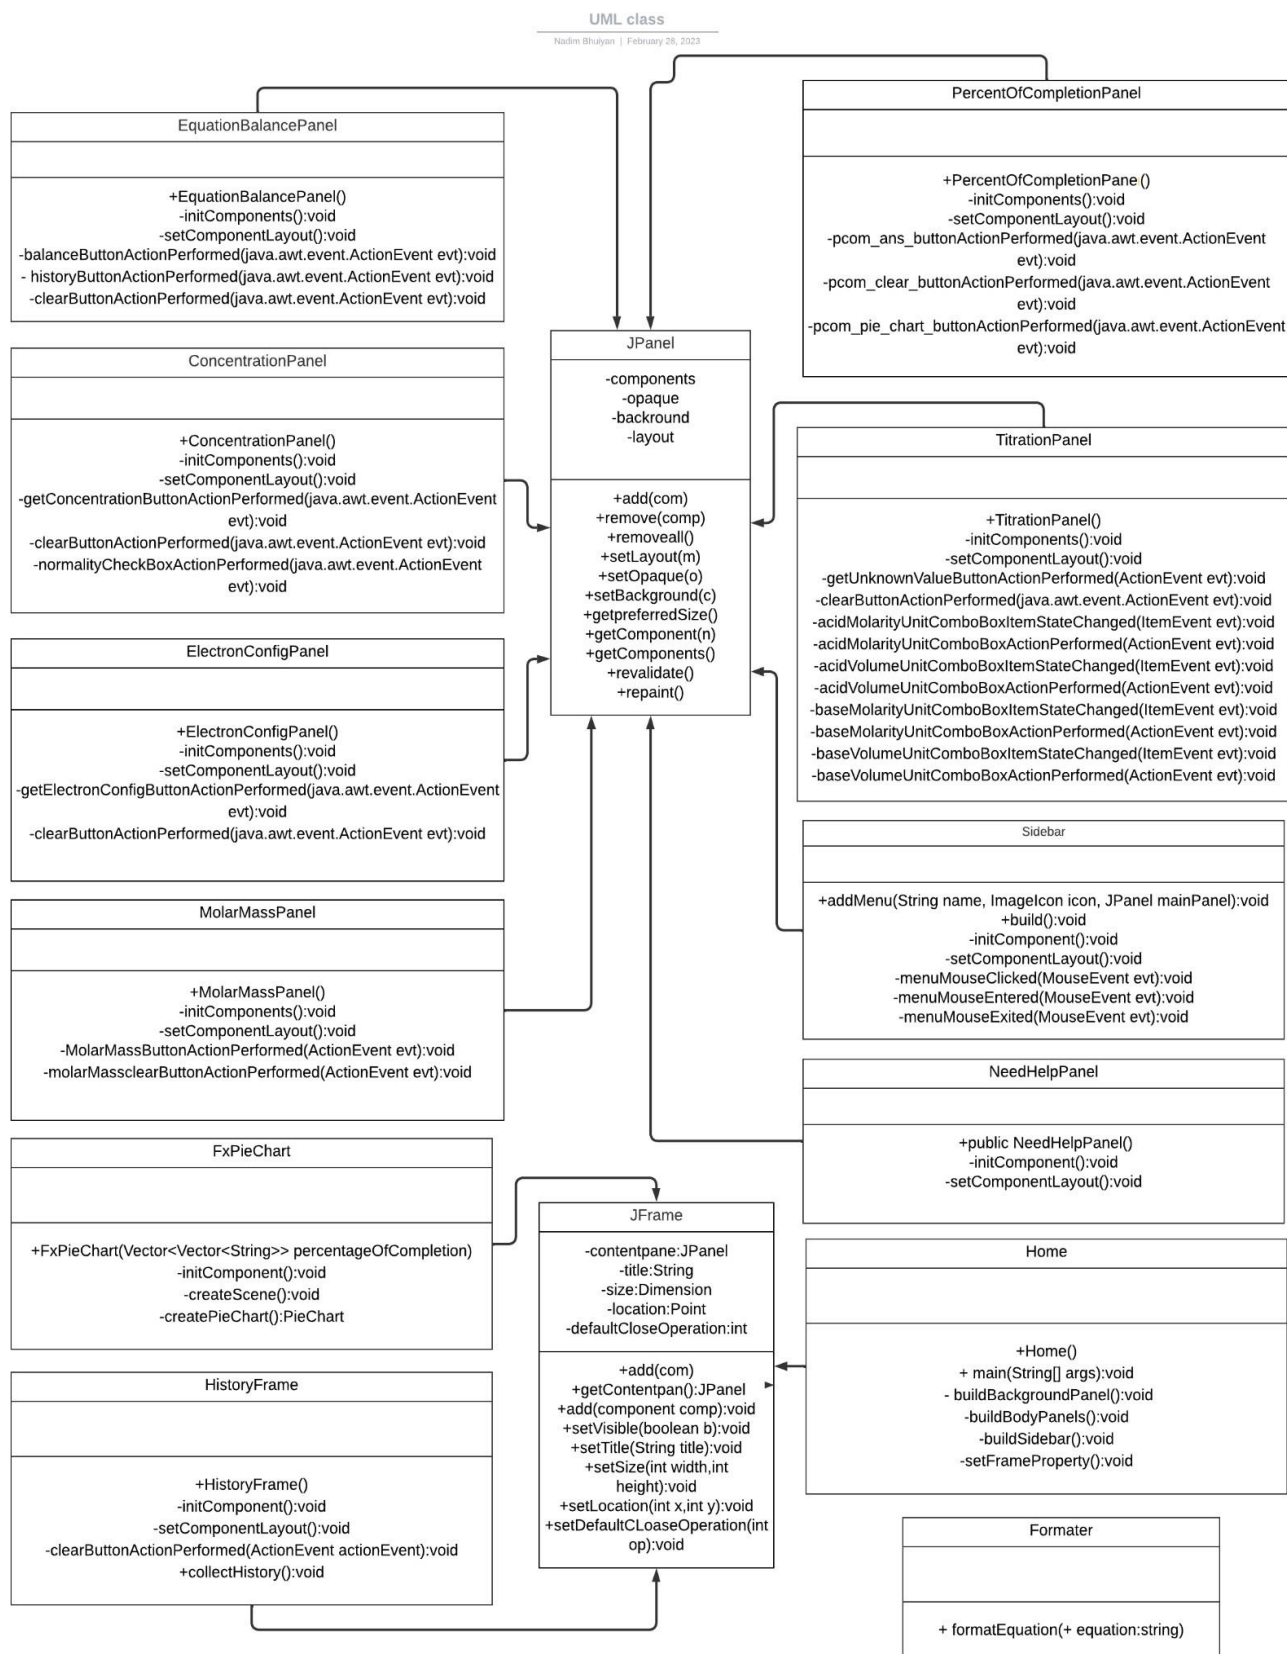 UML class
Nadim Bhuiyan | February 28, 2023
EquationBalancePanel
+EquationBalancePanel()
-initComponents():void
-setComponentLayout():void
-balanceButtonActionPerformed(java.awt.event.ActionEvent evt):void
- historyButtonActionPerformed(java.awt.event.ActionEvent evt):void
-clearButtonActionPerformed(java.awt.event.ActionEvent evt):void
ConcentrationPanel
+ConcentrationPanel()
-initComponents():void
-setComponentLayout():void
-getConcentrationButtonActionPerformed(java.awt.event.ActionEvent
evt):void
-clearButtonActionPerformed(java.awt.event.ActionEvent evt):void
-normalityCheckBoxActionPerformed(java.awt.event.ActionEvent
evt):void
ElectronConfigPanel
+ElectronConfigPanel()
-initComponents():void
-setComponentLayout():void
-getElectronConfigButtonActionPerformed(java.awt.event.ActionEvent
evt):void
-clearButtonActionPerformed(java.awt.event.ActionEvent evt):void
MolarMassPanel
+MolarMassPanel()
-initComponents():void
-setComponentLayout():void
-MolarMassButtonActionPerformed(ActionEvent evt):void
-molarMassclearButtonActionPerformed(ActionEvent evt):void
FxPieChart
+FxPieChart(Vector<Vector<String>> percentageOfCompletion)
-initComponent():void
-createScene():void
-createPieChart():PieChart
HistoryFrame
+HistoryFrame()
-initComponent():void
-setComponentLayout():void
-clearButtonActionPerformed(ActionEvent actionEvent):void
+collectHistory():void
JPanel
-components
-opaque
-backround
-layout
+add(com)
+remove(comp)
+removeall()
+setLayout(m)
+setOpaque(o)
+setBackground(c)
+getpreferredSize()
+getComponent(n)
+getComponents()
+revalidate()
+repaint()
JFrame
-contentpane:JPanel
-title:String
-size:Dimension
-location:Point
-defaultCloseOperation:int
+add(com)
+getContentpan():JPanel
+add(component comp):void
+setVisible(boolean b):void
+setTitle(String title):void
+setSize(int width,int
height):void
+setLocation(int x,int y):void
+setDefaultCLoaseOperation(int
op):void
PercentOfCompletionPanel
+PercentOfCompletionPane()
-initComponents():void
-setComponentLayout():void
-pcom_ans_buttonActionPerformed(java.awt.event.ActionEvent
evt):void
-pcom_clear_buttonActionPerformed(java.awt.event.ActionEvent
evt):void
-pcom_pie_chart_buttonActionPerformed(java.awt.event.ActionEvent
evt):void
TitrationPanel
+TitrationPanel()
-initComponents():void
-setComponentLayout():void
-getUnknownValueButtonActionPerformed(ActionEvent evt):void
-clearButtonActionPerformed(java.awt.event.ActionEvent evt):void
-acidMolarityUnitComboBoxItemStateChanged(ItemEvent evt):void
-acidMolarityUnitComboBoxActionPerformed(ActionEvent evt):void
-acidVolumeUnitComboBoxItemStateChanged(ItemEvent evt):void
-acidVolumeUnitComboBoxActionPerformed(ActionEvent evt):void
-baseMolarityUnitComboBoxItemStateChanged(ItemEvent evt):void
-baseMolarityUnitComboBoxActionPerformed(ActionEvent evt):void
-baseVolumeUnitComboBoxItemStateChanged(ItemEvent evt):void
-baseVolumeUnitComboBoxActionPerformed(ActionEvent evt):void
Sidebar
+addMenu(String name, ImageIcon icon, JPanel mainPanel):void
+build():void
-initComponent():void
-setComponentLayout():void
-menuMouseClicked(MouseEvent evt):void
-menuMouseEntered(MouseEvent evt):void
-menuMouseExited(MouseEvent evt):void
NeedHelpPanel
+public NeedHelpPanel()
-initComponent():void
-setComponentLayout():void
Home
+Home()
+ main(String[] args):void
- buildBackgroundPanel():void
-buildBodyPanels():void
-buildSidebar():void
-setFrameProperty():void
Formater
+ formatEquation(+ equation:string)